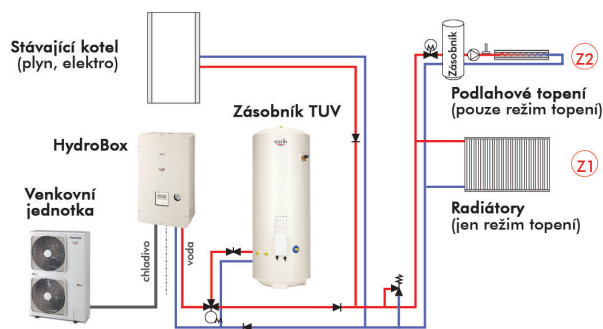 Stávající kotel
(plyn, elektro)
Zásobník
Z2
Podlahové topení
(pouze režim topení)
Zásobník TUV
HydroBox
Z1
Radiátory
(jen režim topení)
Venkovní
jednotka
chladivo
voda
M
M